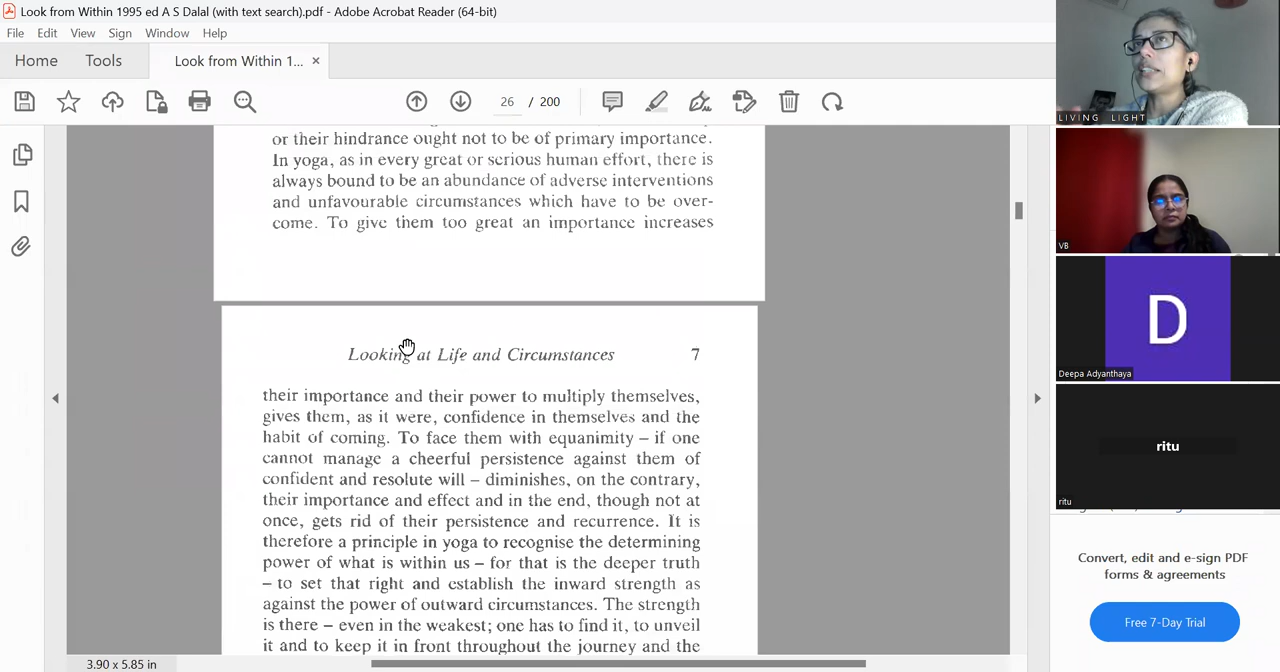 Look from Within 1995 ed A S Dalal (with text search).pdf - Adobe Acrobat Reader (64-bit)
File Edit View Sign Window Help
Home Tools Look from Within 1... ×
26 / 200
or their hindrance ought not to be of primary importance.
In yoga, as in every great or serious human effort, there is
always bound to be an abundance of adverse interventions
and unfavourable circumstances which have to be over-
come. To give them too great an importance increases
Looking at Life and Circumstances 7
their importance and their power to multiply themselves,
gives them, as it were, confidence in themselves and the
habit of coming. To face them with equanimity – if one
cannot manage a cheerful persistence against them of
confident and resolute will – diminishes, on the contrary,
their importance and effect and in the end, though not at
once, gets rid of their persistence and recurrence. It is
therefore a principle in yoga to recognise the determining
power of what is within us – for that is the deeper truth
– to set that right and establish the inward strength as
against the power of outward circumstances. The strength
is there – even in the weakest; one has to find it, to unveil
it and to keep it in front throughout the journey and the
3.90 x 5.85 in
LIVING LIGHT
VB
D
Deepa Adyanthaya
ritu
ritu
Convert, edit and e-sign PDF
forms & agreements
Free 7-Day Trial